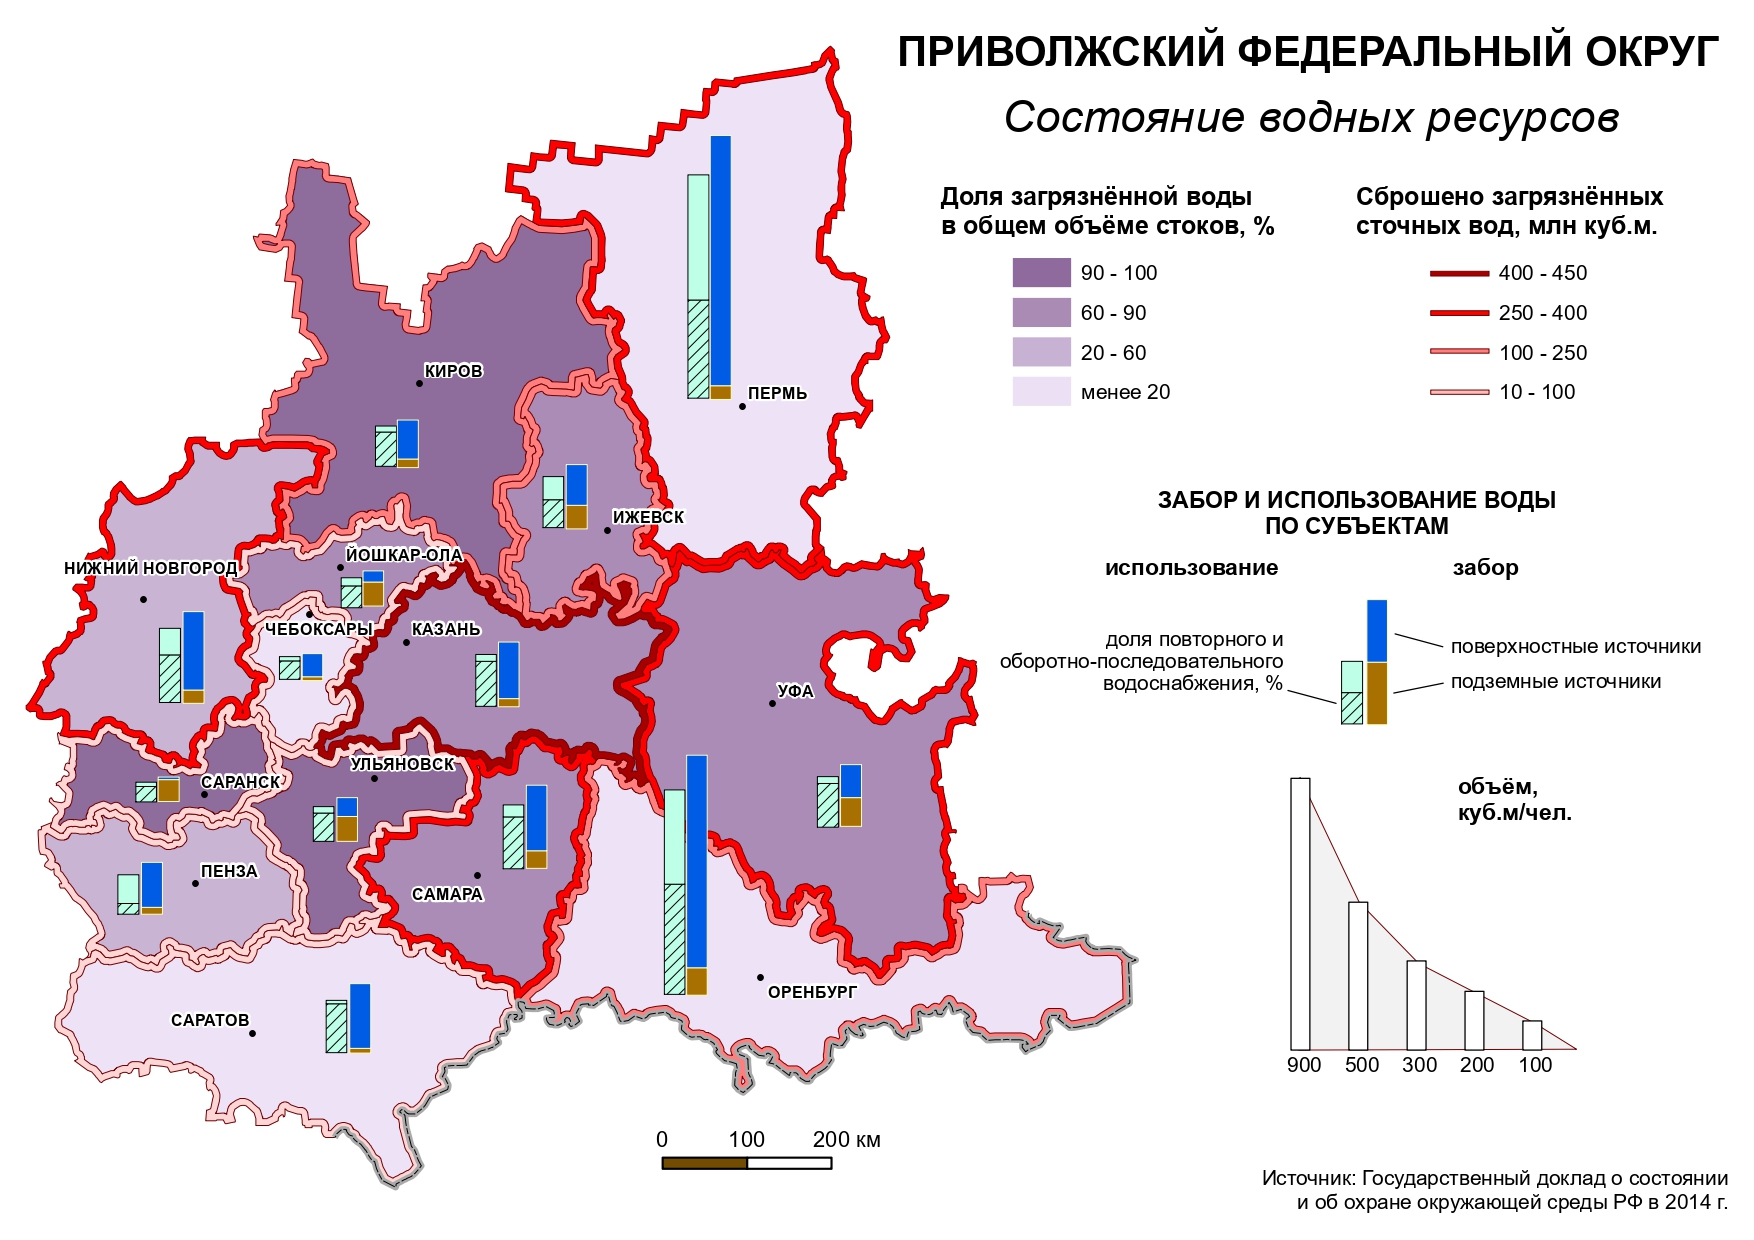 ПРИВОЛЖСКИЙ ФЕДЕРАЛЬНЫЙ ОКРУГ
Состояние водных ресурсов
Доля загрязнённой воды
в общем объёме стоков, %
90 - 100
60 - 90
20 - 60
менее 20
Сброшено загрязнённых
сточных вод, млн куб.м.
400 - 450
250 - 400
100 - 250
10 - 100
КИРОВ
ПЕРМЬ
ИЖЕВСК
ЙОШКАР-ОЛА
НИЖНИЙ НОВГОРОД
ЧЕБОКСАРЫ
КАЗАНЬ
УФА
УЛЬЯНОВСК
САРАНСК
ПЕНЗА
САМАРА
ОРЕНБУРГ
САРАТОВ
ЗАБОР И ИСПОЛЬЗОВАНИЕ ВОДЫ
ПО СУБЪЕКТАМ
использование
забор
доля повторного и
оборотно-последовательного
водоснабжения, %
поверхностные источники
подземные источники
объём,
куб.м/чел.
900 500 300 200 100
0 100 200 км
Источник: Государственный доклад о состоянии
и об охране окружающей среды РФ в 2014 г.